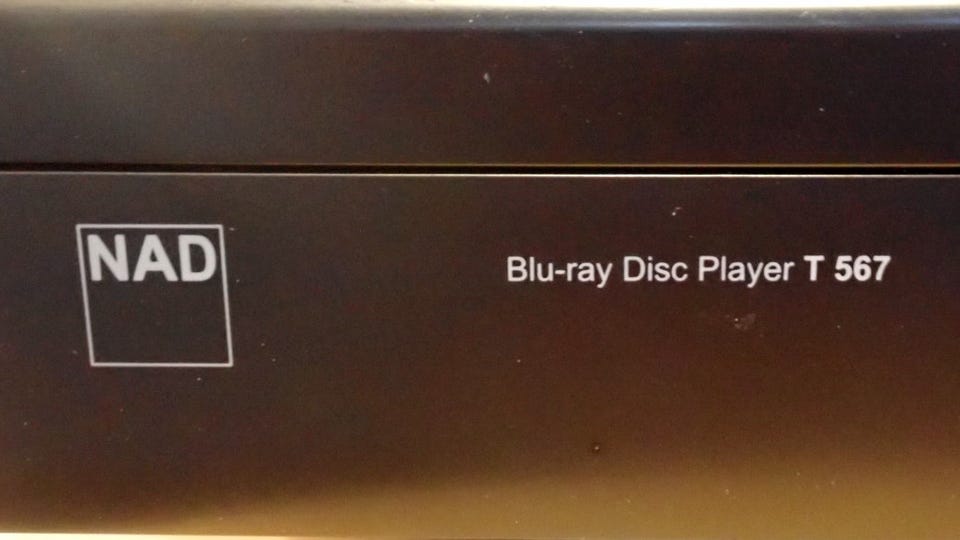 NAD
Blu-ray Disc Player T 567